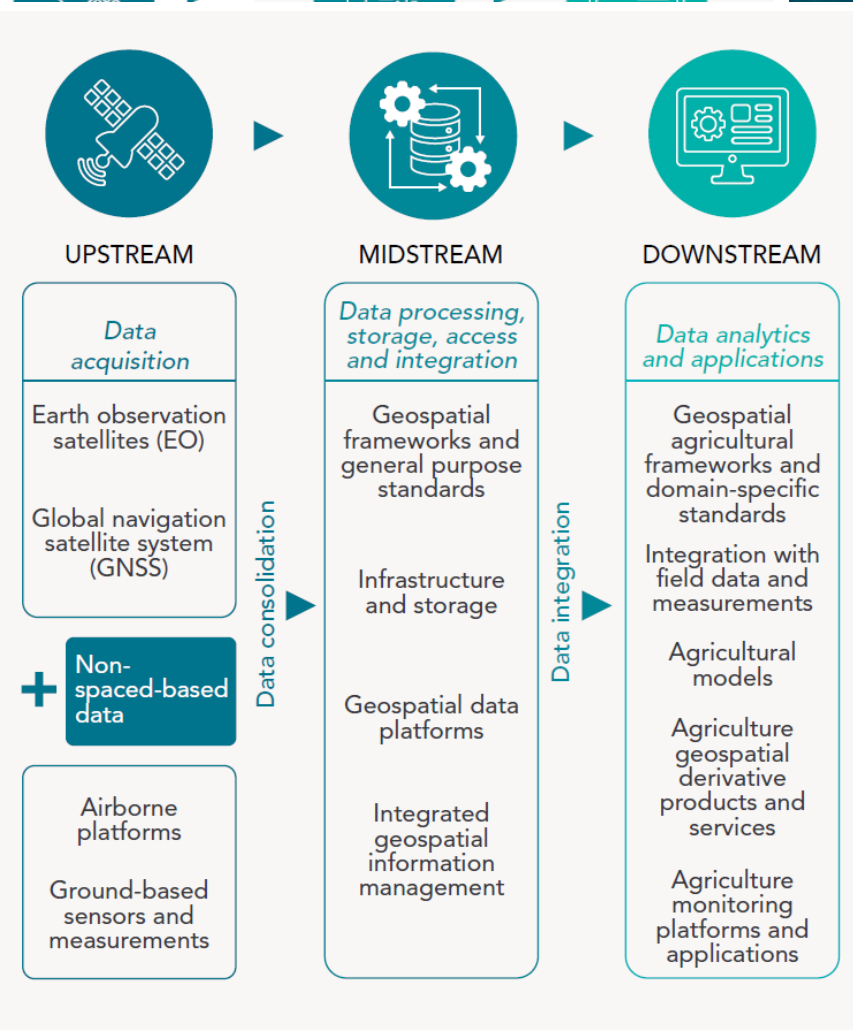 UPSTREAM
Data
acquisition
Earth observation
satellites (EO)
Global navigation
satellite system
(GNSS)
+ Non-
spaced-based
data
Airborne
platforms
Ground-based
sensors and
measurements
Data consolidation
MIDSTREAM
Data processing,
storage, access
and integration
Geospatial
frameworks and
general purpose
standards
Infrastructure
and storage
Geospatial data
platforms
Integrated
geospatial
information
management
Data integration
DOWNSTREAM
Data analytics
and applications
Geospatial
agricultural
frameworks and
domain-specific
standards
Integration with
field data and
measurements
Agricultural
models
Agriculture
geospatial
derivative
products and
services
Agriculture
monitoring
platforms and
applications